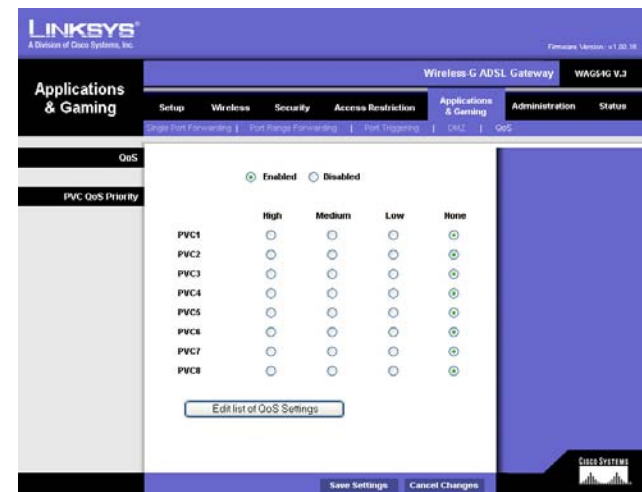 LINKSYS®
A Division of Cisco Systems, Inc.
Firmware Version: v1.00.16
Applications & Gaming
Wireless-G ADSL Gateway WAG54G V.3
Setup Wireless Security Access Restriction Applications & Gaming Administration Status
Single Port Forwarding | Port Range Forwarding | Port Triggering | DMZ | QoS
QoS
Enabled Disabled
PVC QoS Priority
High Medium Low None
PVC1
PVC2
PVC3
PVC4
PVC5
PVC6
PVC7
PVC8
Edit list of QoS Settings
CISCO SYSTEMS
Save Settings Cancel Changes